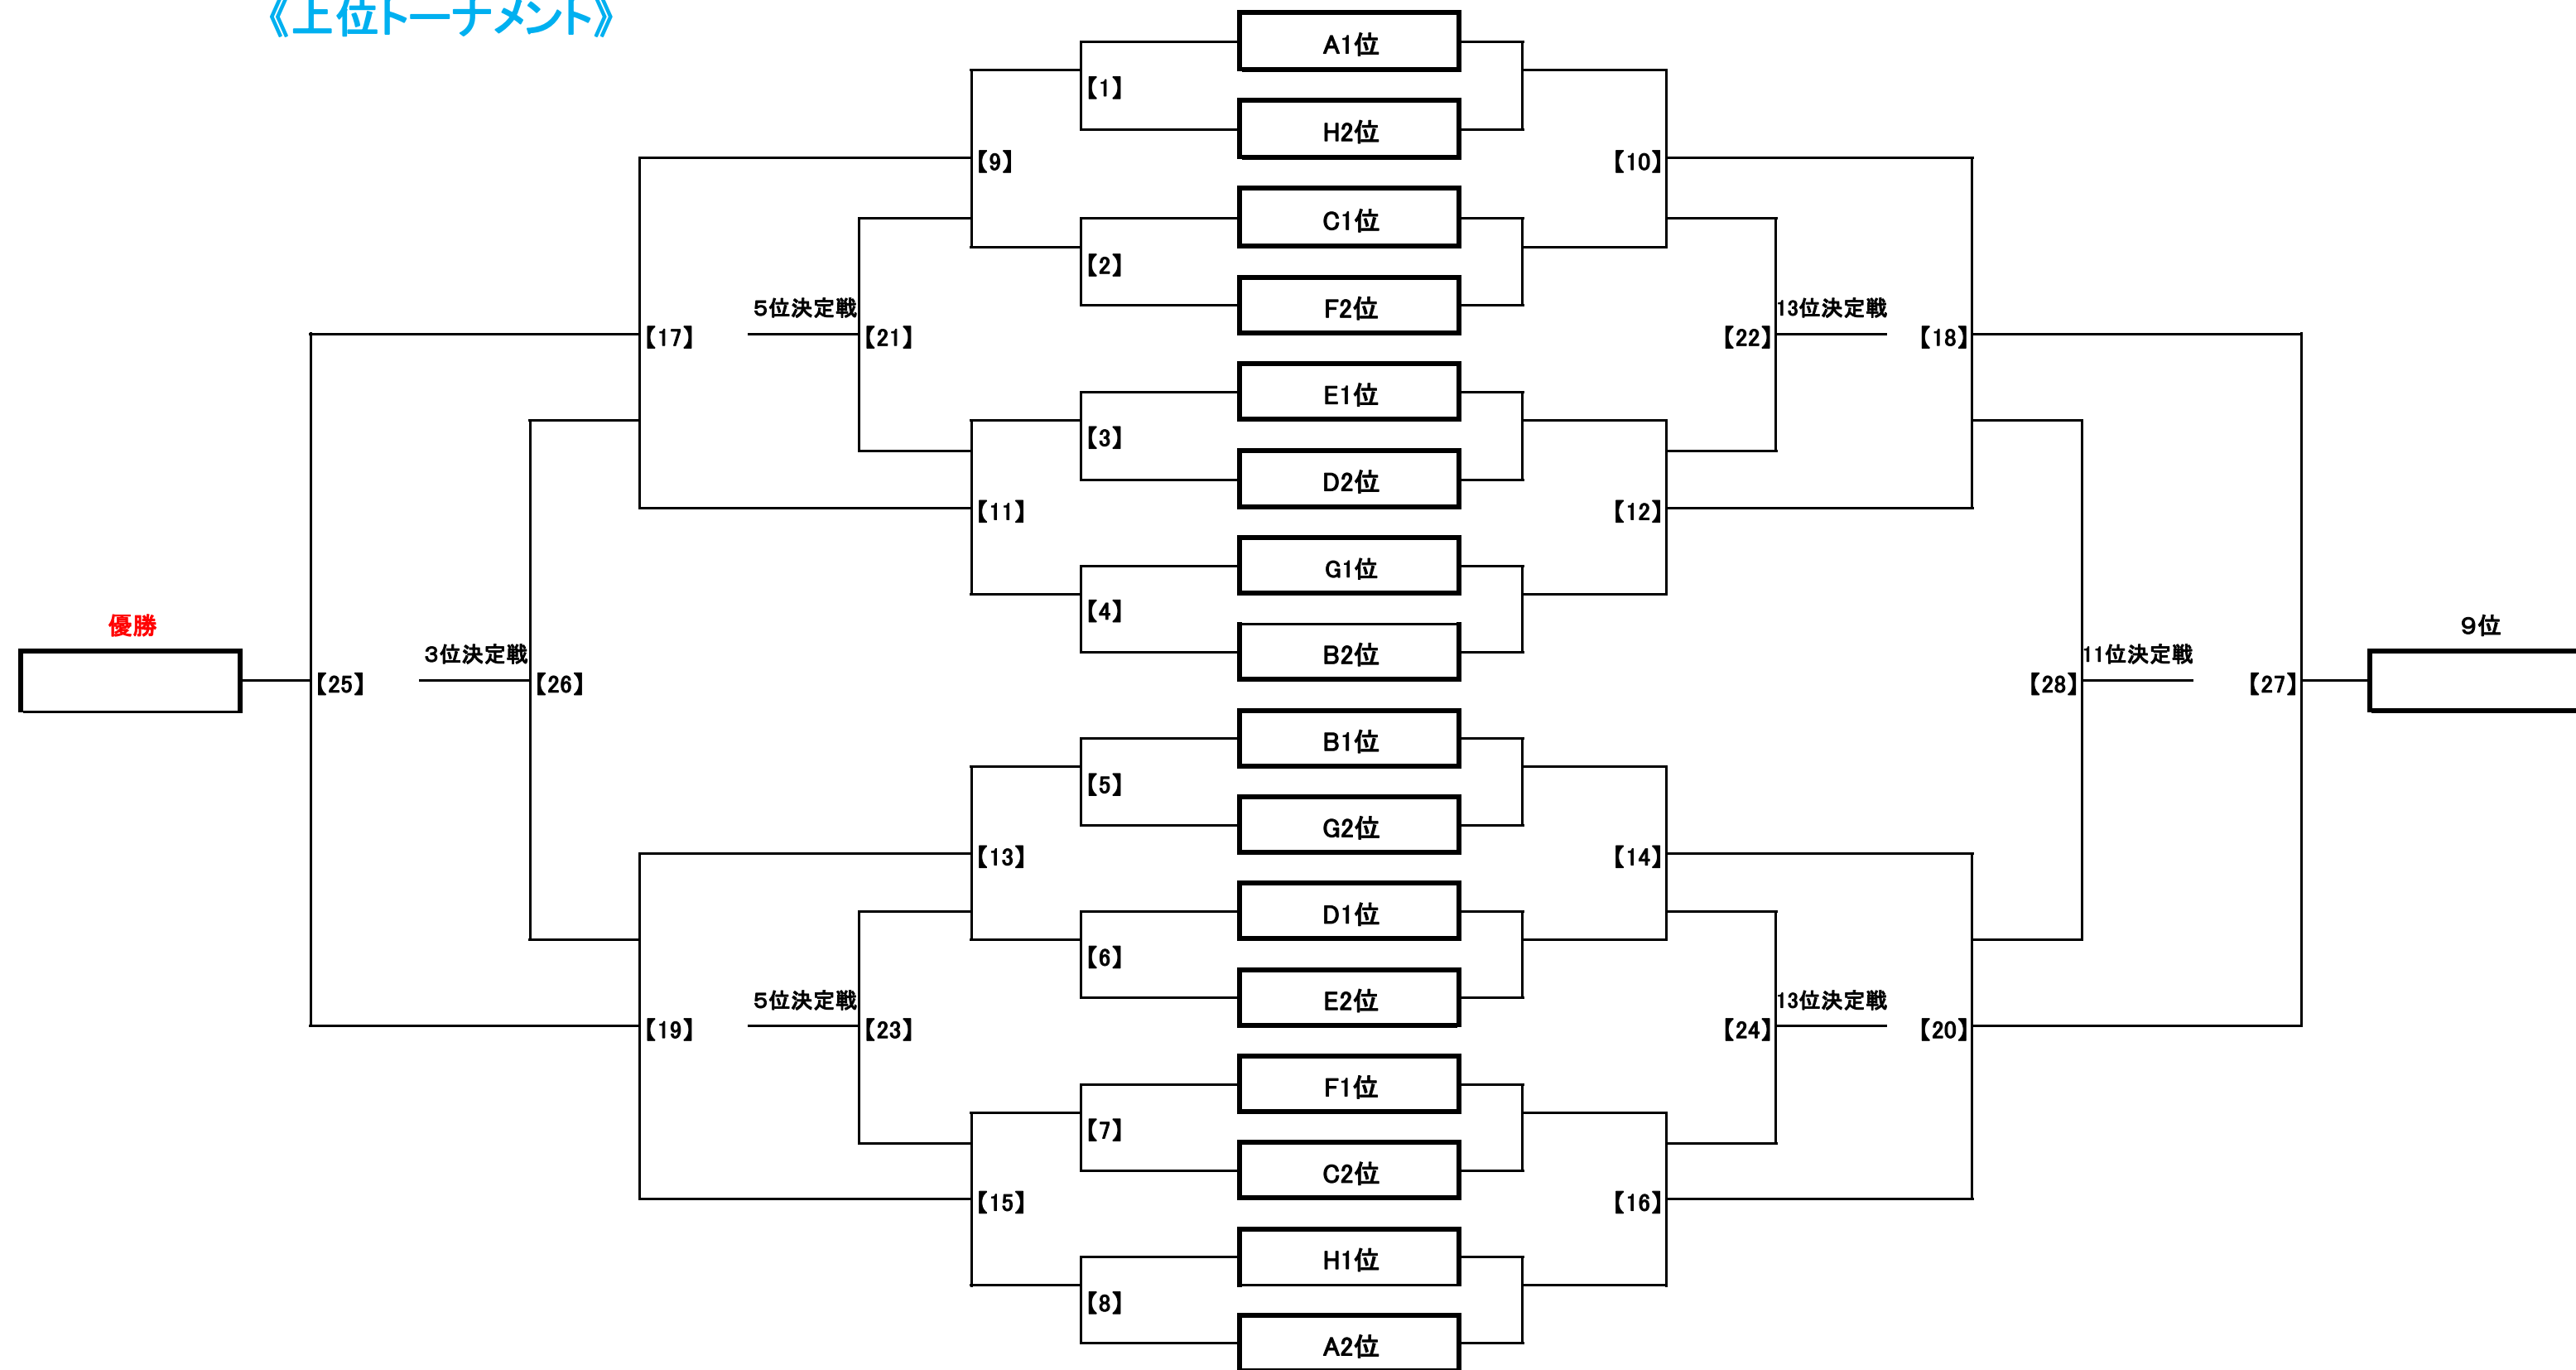 《上位トーナメント》
A1位
【1】
H2位
【9】
【10】
C1位
【2】
F2位
5位決定戦
13位決定戦
【17】
【21】
【22】
【18】
E1位
【3】
D2位
【11】
【12】
G1位
【4】
優勝
9位
B2位
3位決定戦
11位決定戦
【25】
【26】
【28】
【27】
B1位
【5】
G2位
【13】
【14】
D1位
【6】
E2位
5位決定戦
13位決定戦
【19】
【23】
【24】
【20】
F1位
【7】
C2位
【15】
【16】
H1位
【8】
A2位